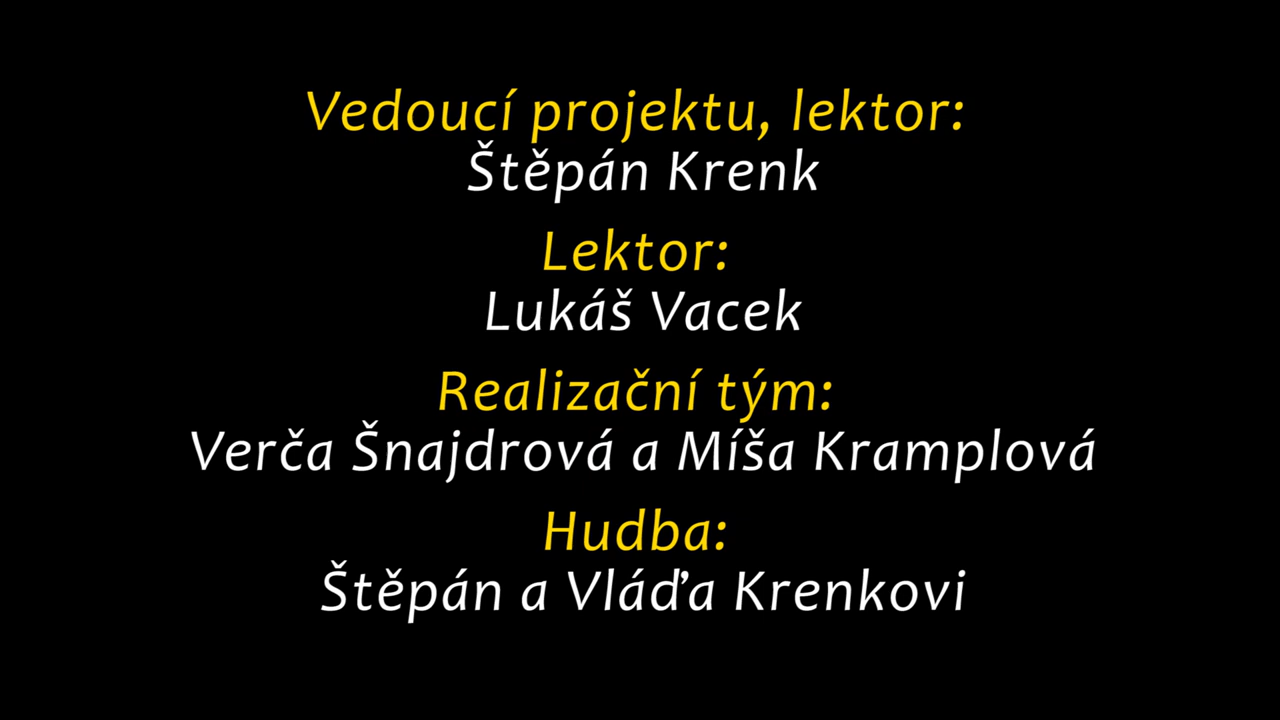 Vedoucí projektu, lektor:
Štěpán Krenk
Lektor:
Lukáš Vacek
Realizační tým:
Verča Šnajdrová a Míša Kramplová
Hudba:
Štěpán a Vláďa Krenkovi